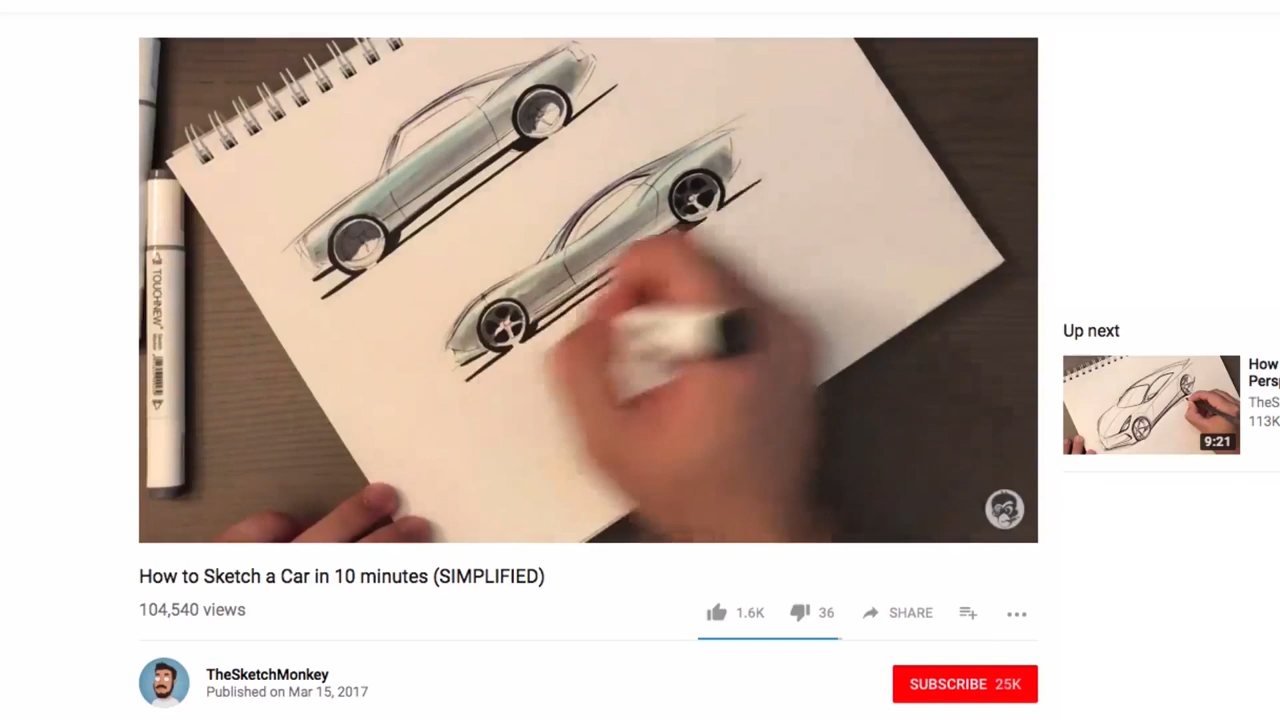 TOUCHNEW
Up next
How
Persp
TheS
113K
9:21
How to Sketch a Car in 10 minutes (SIMPLIFIED)
104,540 views
1.6K 36 SHARE
TheSketchMonkey
Published on Mar 15, 2017
SUBSCRIBE 25K